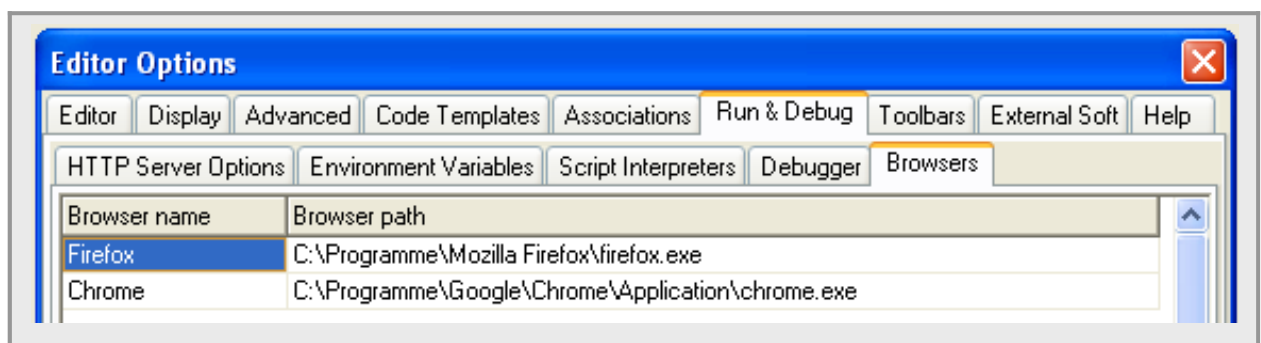 Editor Options
Editor Display Advanced Code Templates Associations Run & Debug Toolbars External Soft Help
HTTP Server Options Environment Variables Script Interpreters Debugger Browsers
Browser name Browser path
Firefox C:\Programme\Mozilla Firefox\firefox.exe
Chrome C:\Programme\Google\Chrome\Application\chrome.exe